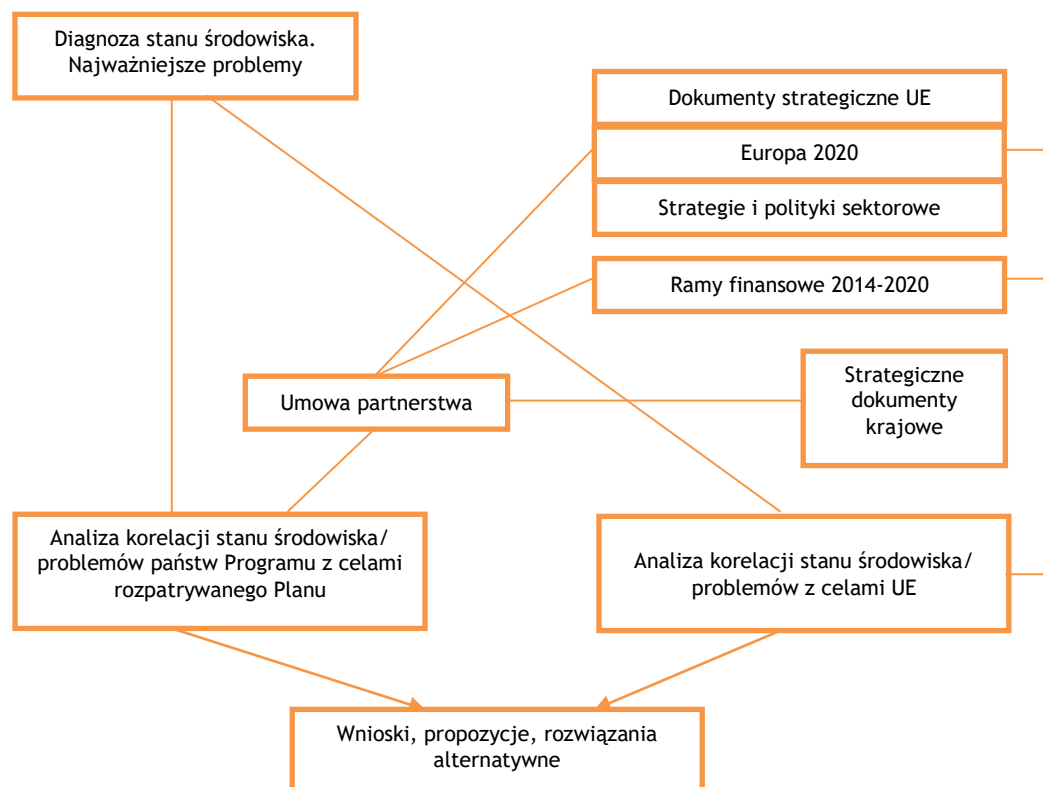 Diagnoza stanu środowiska.
Najważniejsze problemy
Dokumenty strategiczne UE
Europa 2020
Strategie i polityki sektorowe
Ramy finansowe 2014-2020
Umowa partnerstwa
Strategiczne
dokumenty
krajowe
Analiza korelacji stanu środowiska/
problemów państw Programu z celami
rozpatrywanego Planu
Analiza korelacji stanu środowiska/
problemów z celami UE
Wnioski, propozycje, rozwiązania
alternatywne